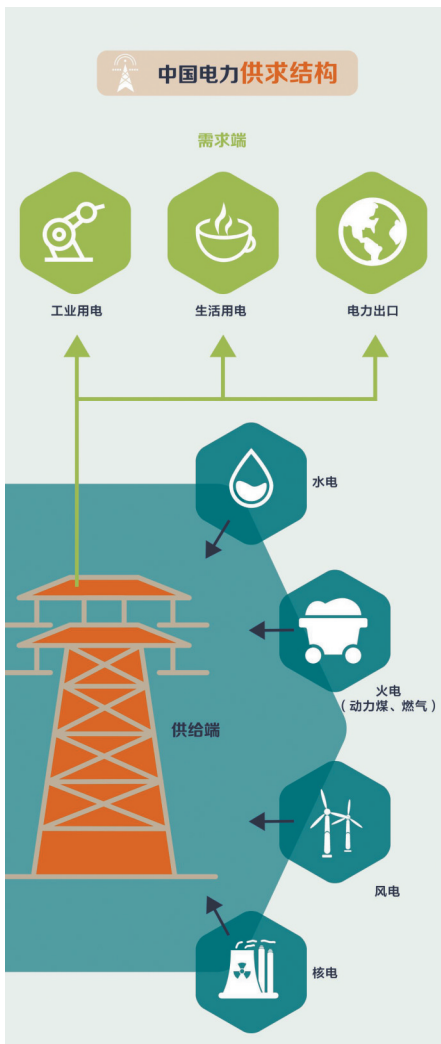 中国电力供求结构
需求端
工业用电
生活用电
电力出口
水电
火电
（动力煤、燃气）
供给端
风电
核电